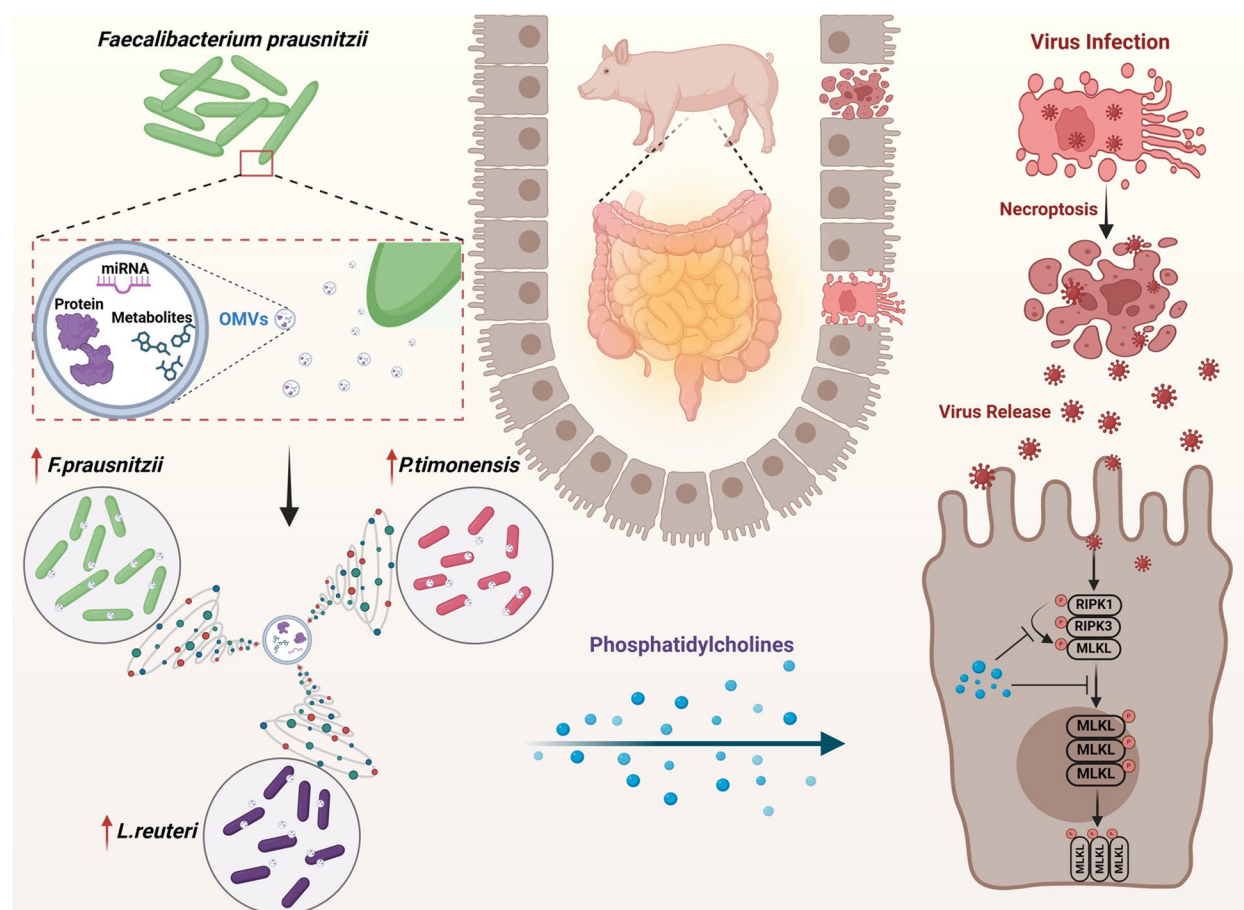 Faecalibacterium prausnitzii
miRNA
Protein
Metabolites
OMVs
F.prausnitzii
P.timonensis
L.reuteri
Phosphatidylcholines
Virus Infection
Necroptosis
Virus Release
P
RIPK1
P
RIPK3
P
MLKL
MLKL
P
MLKL
P
MLKL
P
P
P
P
MLKL
MLKL
MLKL